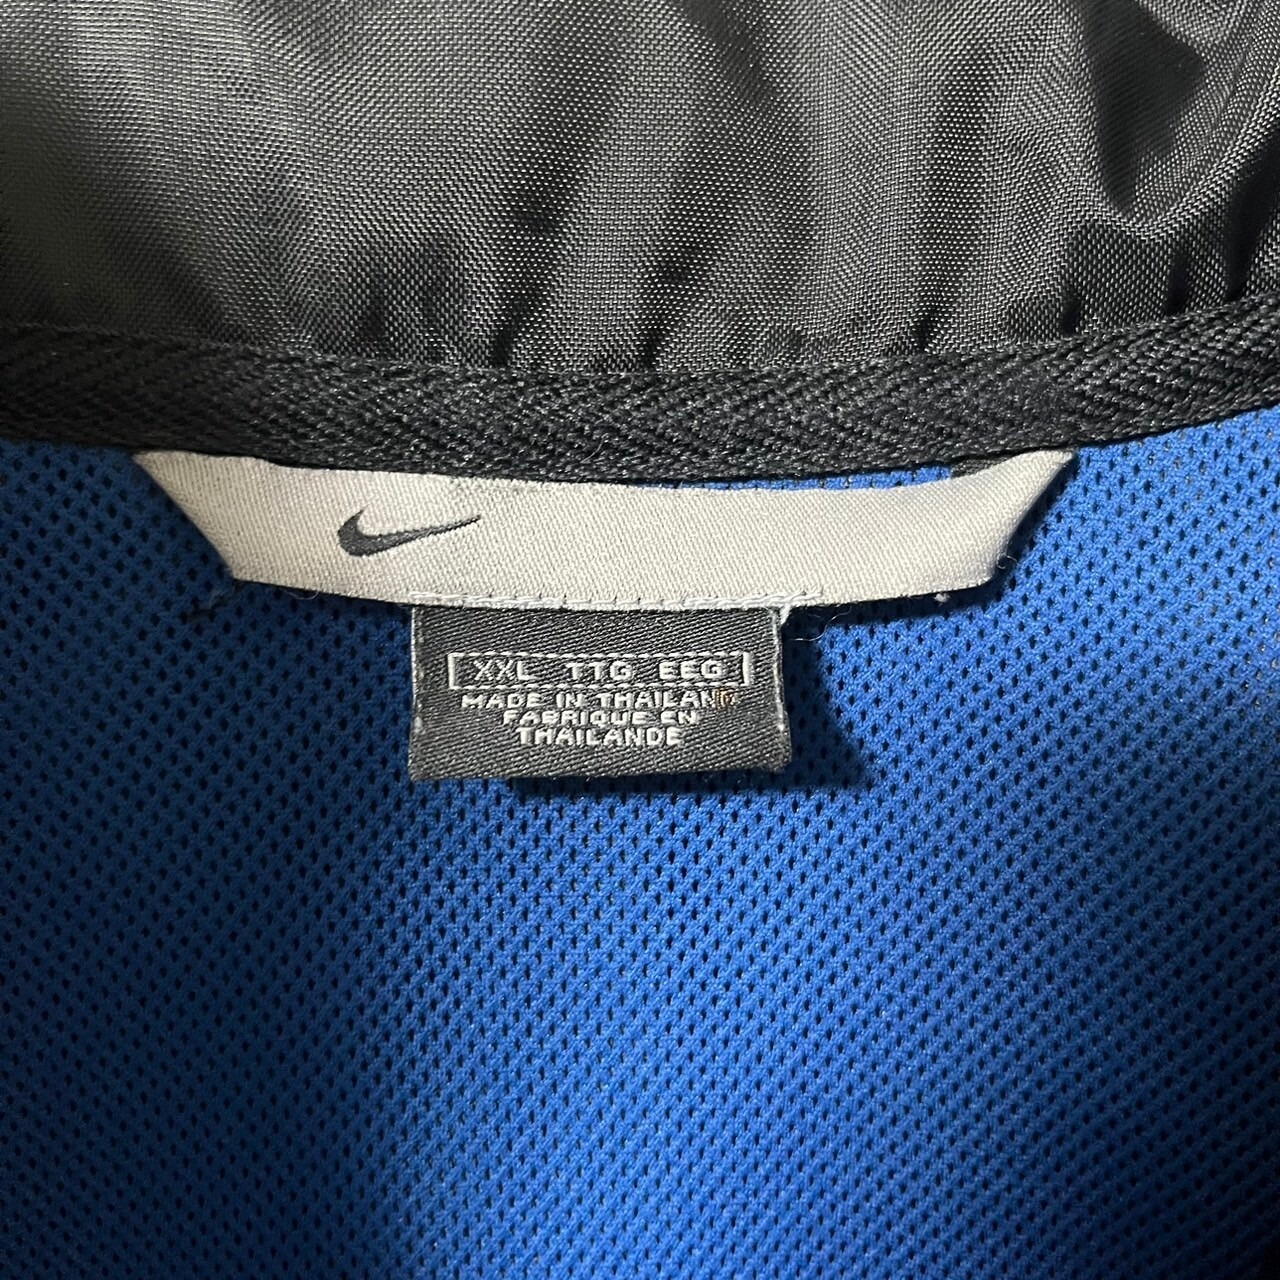 XXL TTG EEG
MADE IN THAILAND
FABRIQUE EN
THAILANDE